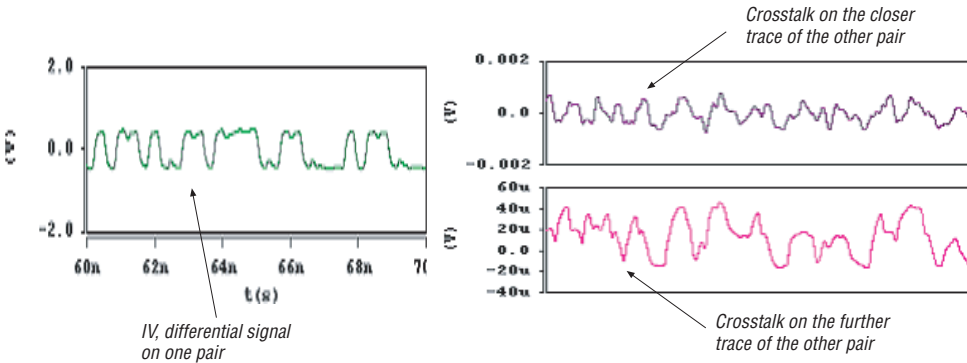 2.0
0.0
-2.0
(V)
60n 62n 64n 66n 68n 70
t(s)
IV, differential signal
on one pair
Crosstalk on the closer
trace of the other pair
0.002
0.0
-0.002
(V)
60u
40u
20u
0.0
-20u
-40u
(V)
Crosstalk on the further
trace of the other pair